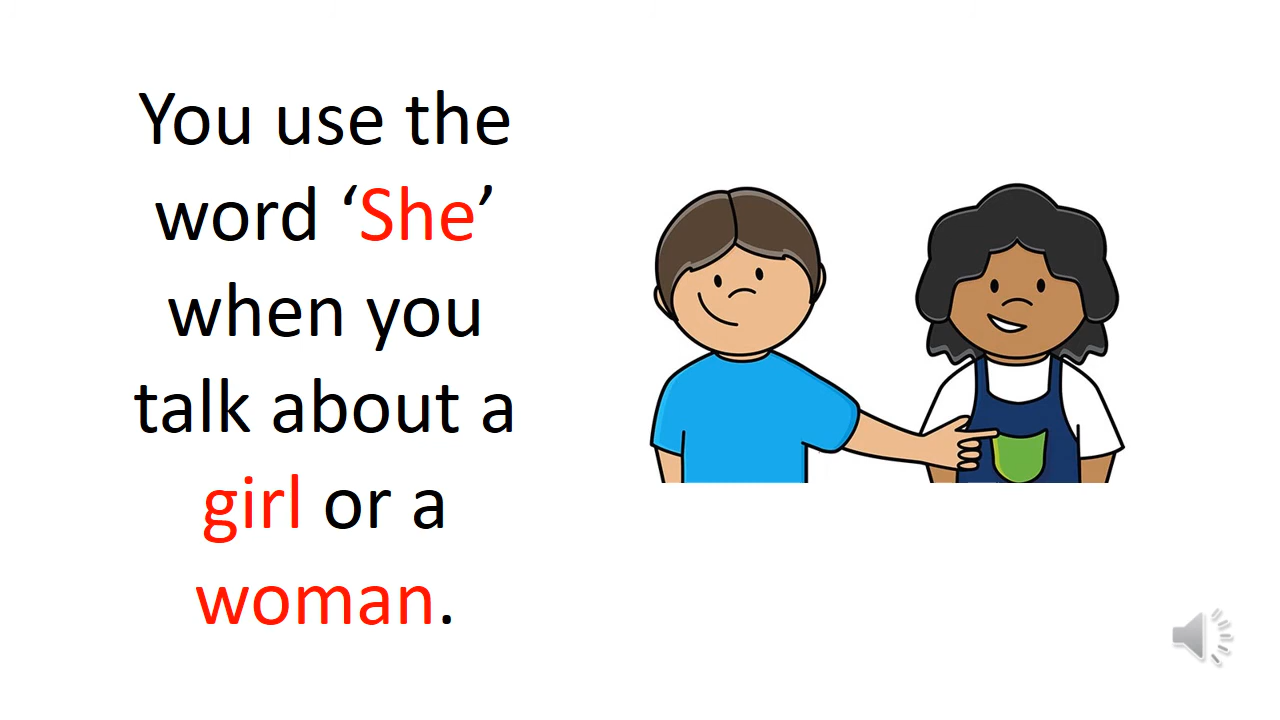 You use the
word ‘She’
when you
talk about a
girl or a
woman.